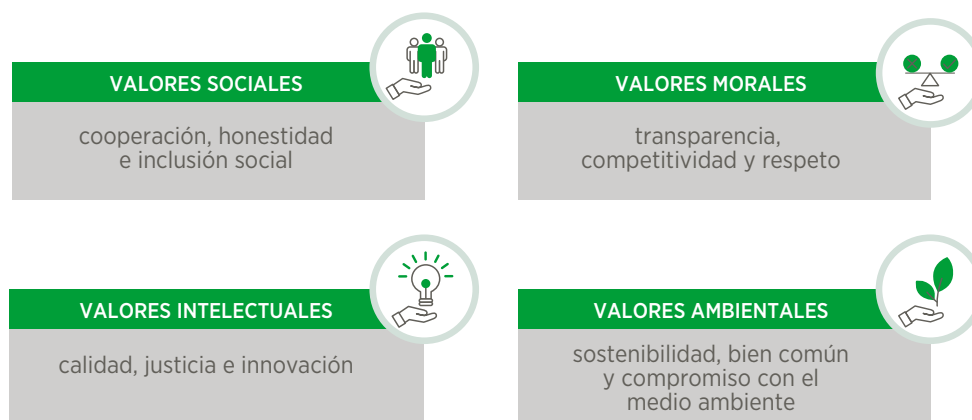 VALORES SOCIALES
cooperación, honestidad
e inclusión social
VALORES MORALES
transparencia,
competitividad y respeto
VALORES INTELECTUALES
calidad, justicia e innovación
VALORES AMBIENTALES
sostenibilidad, bien común
y compromiso con el
medio ambiente